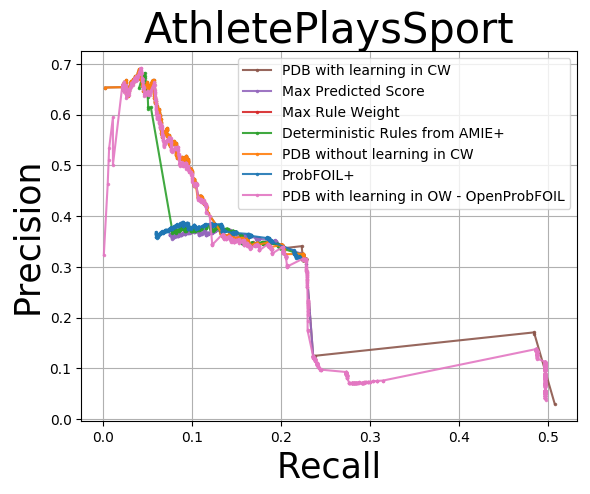 AthletePlaysSport
PDB with learning in CW
Max Predicted Score
Max Rule Weight
Deterministic Rules from AMIE+
PDB without learning in CW
ProbFOIL+
PDB with learning in OW - OpenProbFOIL
Precision
0.7
0.6
0.5
0.4
0.3
0.2
0.1
0.0
0.0 0.1 0.2 0.3 0.4 0.5
Recall